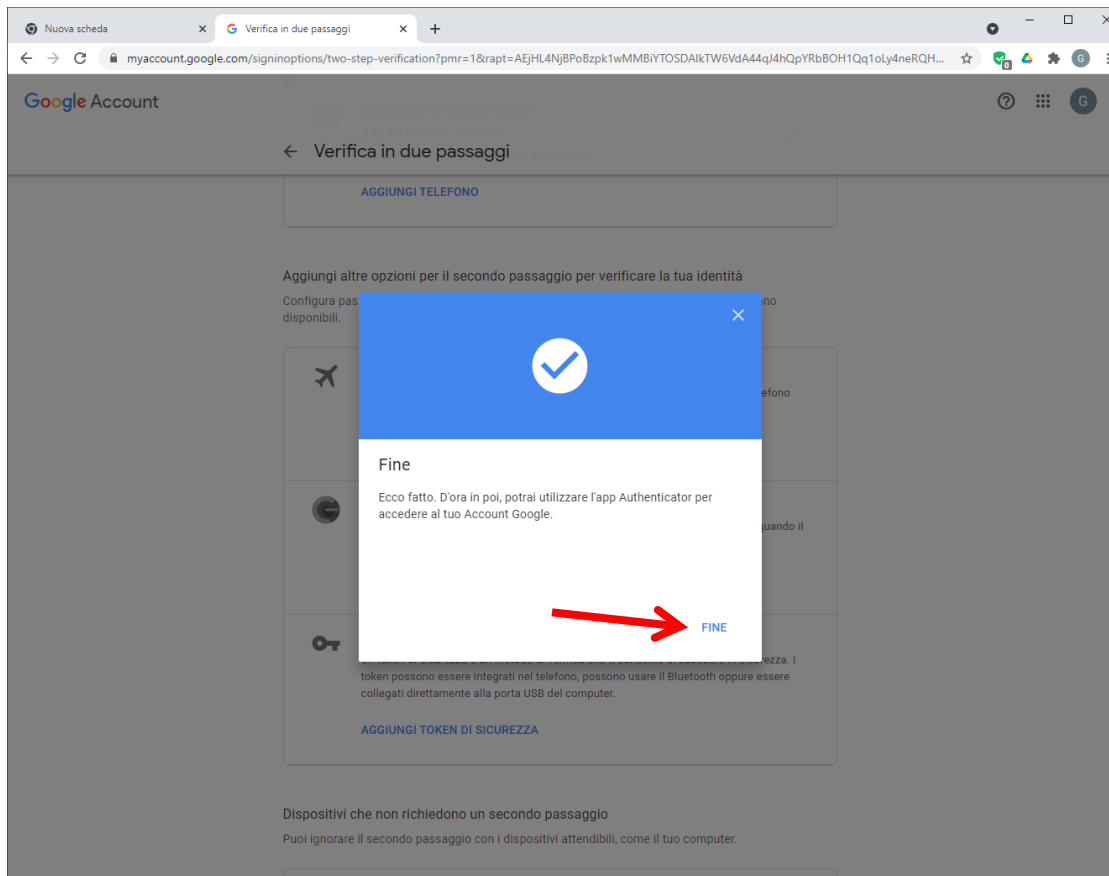 Nuova scheda
Verifica in due passaggi
myaccount.google.com/signinoptions/two-step-verification?pmr=1&rapt=AEjHL4NjBPoBzpk1wMMBiYTOSDAIkTW6VdA44qJ4hQpYRbBOH1Qq1oLy4neRQH...
0
G
Google Account
G
Verifica in due passaggi
AGGIUNGI TELEFONO
Aggiungi altre opzioni per il secondo passaggio per verificare la tua identità
Configura pas
no
disponibili.
efono
Fine
Ecco fatto. D'ora in poi, potrai utilizzare l'app Authenticator per
accedere al tuo Account Google.
quando il
FINE
ezza. I
token possono essere integrati nel telefono, possono usare il Bluetooth oppure essere
collegati direttamente alla porta USB del computer.
AGGIUNGI TOKEN DI SICUREZZA
Dispositivi che non richiedono un secondo passaggio
Puoi ignorare il secondo passaggio con i dispositivi attendibili, come il tuo computer.